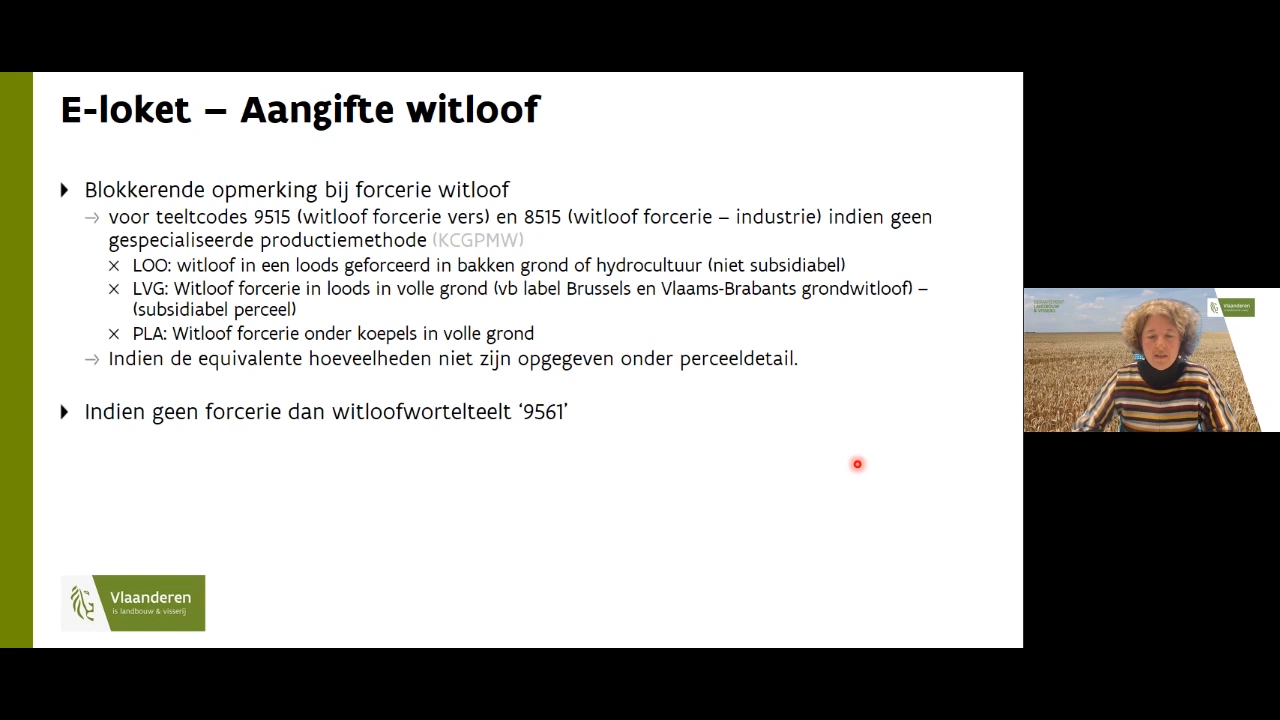 E-loket – Aangifte witloof
Blokkerende opmerking bij forcerie witloof
voor teeltcodes 9515 (witloof forcerie vers) en 8515 (witloof forcerie – industrie) indien geen
gespecialiseerde productiemethode (KCGPMW)
LOO: witloof in een loods geforceerd in bakken grond of hydrocultuur (niet subsidiabel)
LVG: Witloof forcerie in loods in volle grond (vb label Brussels en Vlaams-Brabants grondwitloof) –
(subsidiabel perceel)
PLA: Witloof forcerie onder koepels in volle grond
Indien de equivalente hoeveelheden niet zijn opgegeven onder perceeldetail.
Indien geen forcerie dan witloofwortelteelt ‘9561’
Vlaanderen
is landbouw & visserij
DEPARTEMENT
LANDBOUW
& VISSERIJ
Vlaanderen